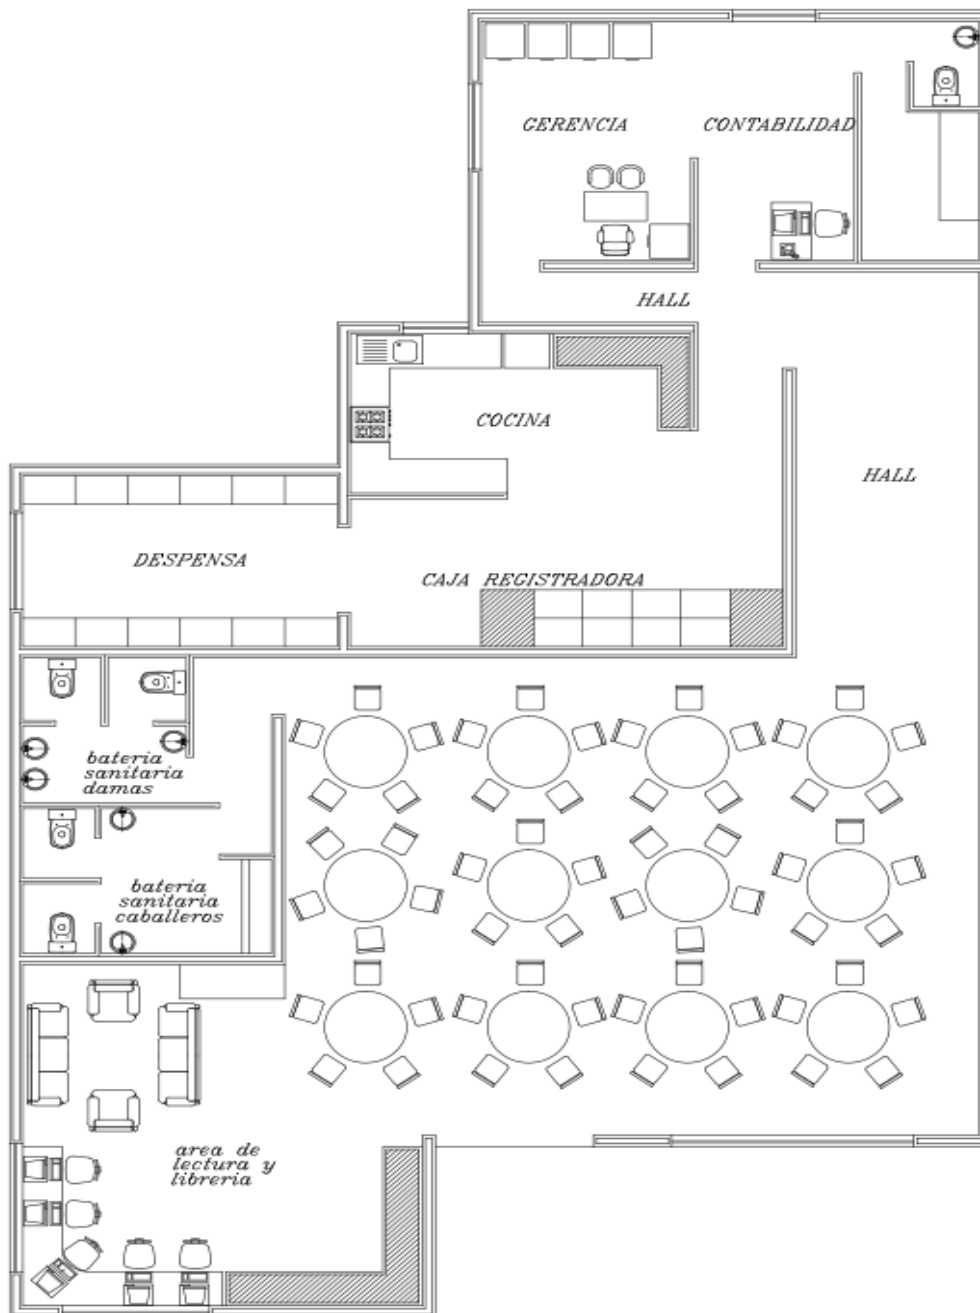 GERENCIA
CONTABILIDAD
HALL
COCINA
HALL
DESPENSA
CAJA REGISTRADORA
bateria
sanitaria
damas
bateria
sanitaria
caballeros
area de
lectura y
libreria